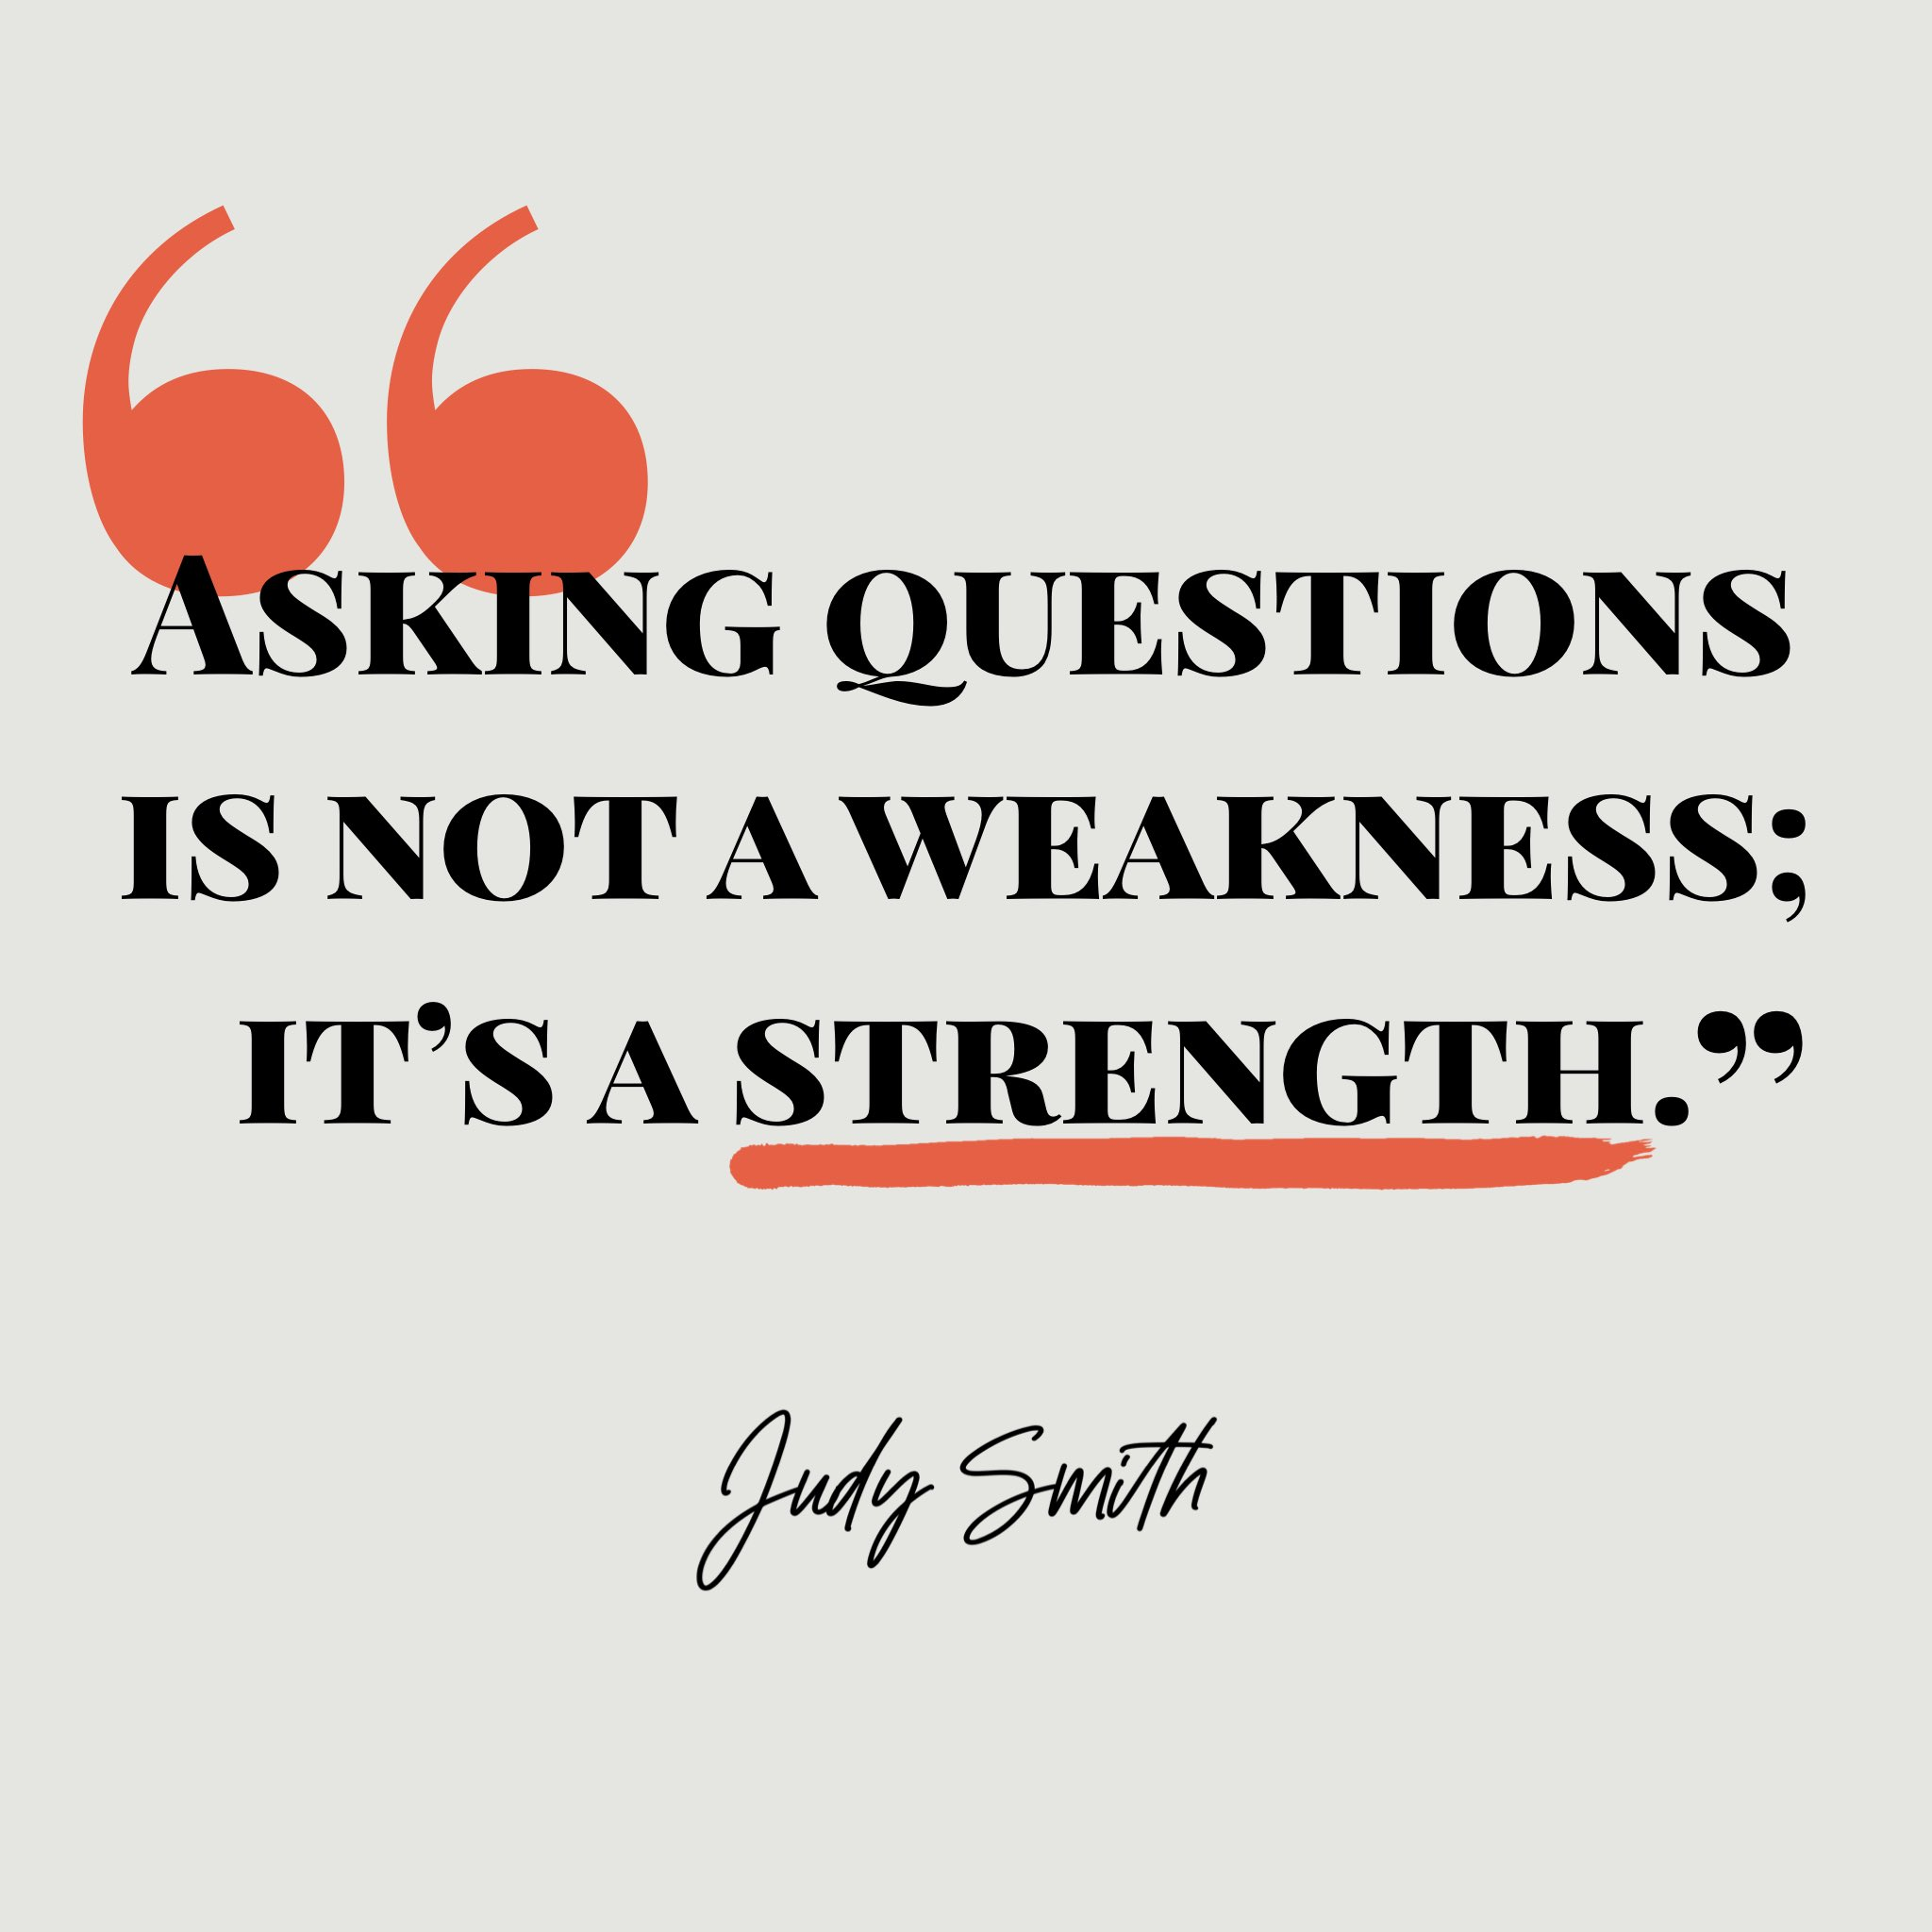 “Asking questions
is not a weakness;
it’s a strength.”
Judy Smith